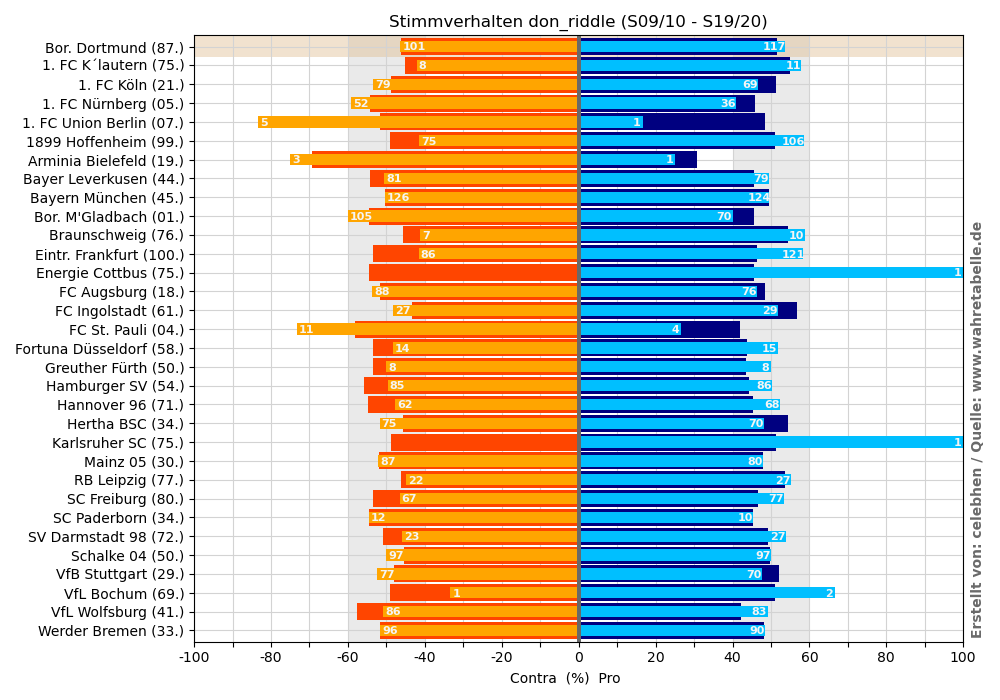 Stimmverhalten don_riddle (S09/10 - S19/20)
Bor. Dortmund (87.) 101 117
1. FC K´lautern (75.) 8 11
1. FC Köln (21.) 79 69
1. FC Nürnberg (05.) 52 36
1. FC Union Berlin (07.) 5 1
1899 Hoffenheim (99.) 75 106
Arminia Bielefeld (19.) 3 1
Bayer Leverkusen (44.) 81 79
Bayern München (45.) 126 124
Bor. M'Gladbach (01.) 105 70
Braunschweig (76.) 7 10
Eintr. Frankfurt (100.) 86 121
Energie Cottbus (75.) 1
FC Augsburg (18.) 88 76
FC Ingolstadt (61.) 27 29
FC St. Pauli (04.) 11 4
Fortuna Düsseldorf (58.) 14 15
Greuther Fürth (50.) 8 8
Hamburger SV (54.) 85 86
Hannover 96 (71.) 62 68
Hertha BSC (34.) 75 70
Karlsruher SC (75.) 1
Mainz 05 (30.) 87 80
RB Leipzig (77.) 22 27
SC Freiburg (80.) 67 77
SC Paderborn (34.) 12 10
SV Darmstadt 98 (72.) 23 27
Schalke 04 (50.) 97 97
VfB Stuttgart (29.) 77 70
VfL Bochum (69.) 1 2
VfL Wolfsburg (41.) 86 83
Werder Bremen (33.) 96 90
-100 -80 -60 -40 -20 0 20 40 60 80 100
Contra (%) Pro
Erstellt von: celebhen / Quelle: www.wahretabelle.de